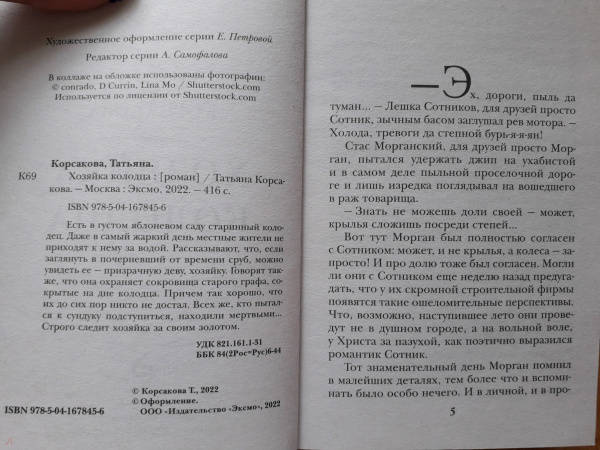 Художественное оформление серии Е. Петровой
Редактор серии А. Самофалова
В коллаже на обложке использованы фотографии:
© conrado, D Currin, Lina Mo / Shutterstock.com
Используется по лицензии от Shutterstock.com
Корсакова, Татьяна.
К69 Хозяйка колодца : [роман] / Татьяна Корса-
кова. – Москва : Эксмо, 2022. – 416 с.
ISBN 978-5-04-167845-6
Есть в густом яблоневом саду старинный коло-
дец. Даже в самый жаркий день местные жители не
приходят к нему за водой. Рассказывают, что, если
заглянуть в почерневший от времени сруб, можно
увидеть ее — призрачную деву, хозяйку. Говорят так-
же, что она охраняет сокровища старого графа, со-
крытые на дне колодца. Причем так хорошо, что
их до сих пор никто не достал. Всех же, кто пытал-
ся к сундуку подступиться, находили мертвыми...
Строго следит хозяйка за своим золотом.
УДК 821.161.1-31
ББК 84(2Рос=Рус)6-44
© Корсакова Т., 2022
© Оформление.
ISBN 978-5-04-167845-6 ООО «Издательство «Эксмо», 2022
—Эх, дороги, пыль да
туман... — Лешка Сотников, для друзей просто
Сотник, зычным басом заглушил рев мотора. —
Холода, тревоги да степной бурь-я-я-ян!
Стас Морганский, для друзей просто Мор-
ган, пытался удержать джип на ухабистой
и в самом деле пыльной проселочной доро-
ге и лишь изредка поглядывал на вошедшего
в раж товарища.
— Знать не можешь доли своей – может,
крылья сложишь посреди степей...
Вот тут Морган был полностью согласен
с Сотником: может, и не крылья, а колеса – за-
просто! И про долю тоже был согласен. Могли
ли они с Сотником еще неделю назад предуга-
дать, что у их скромной строительной фирмы
появятся такие ошеломительные перспективы.
Что, возможно, наступившее лето они прове-
дут не в душном городе, а на вольной воле,
у Христа за пазухой, как поэтично выразился
романтик Сотник.
Тот знаменательный день Морган помнил
в малейших деталях, тем более что и вспоми-
нать было особо нечего. И в личной, и в про-
5